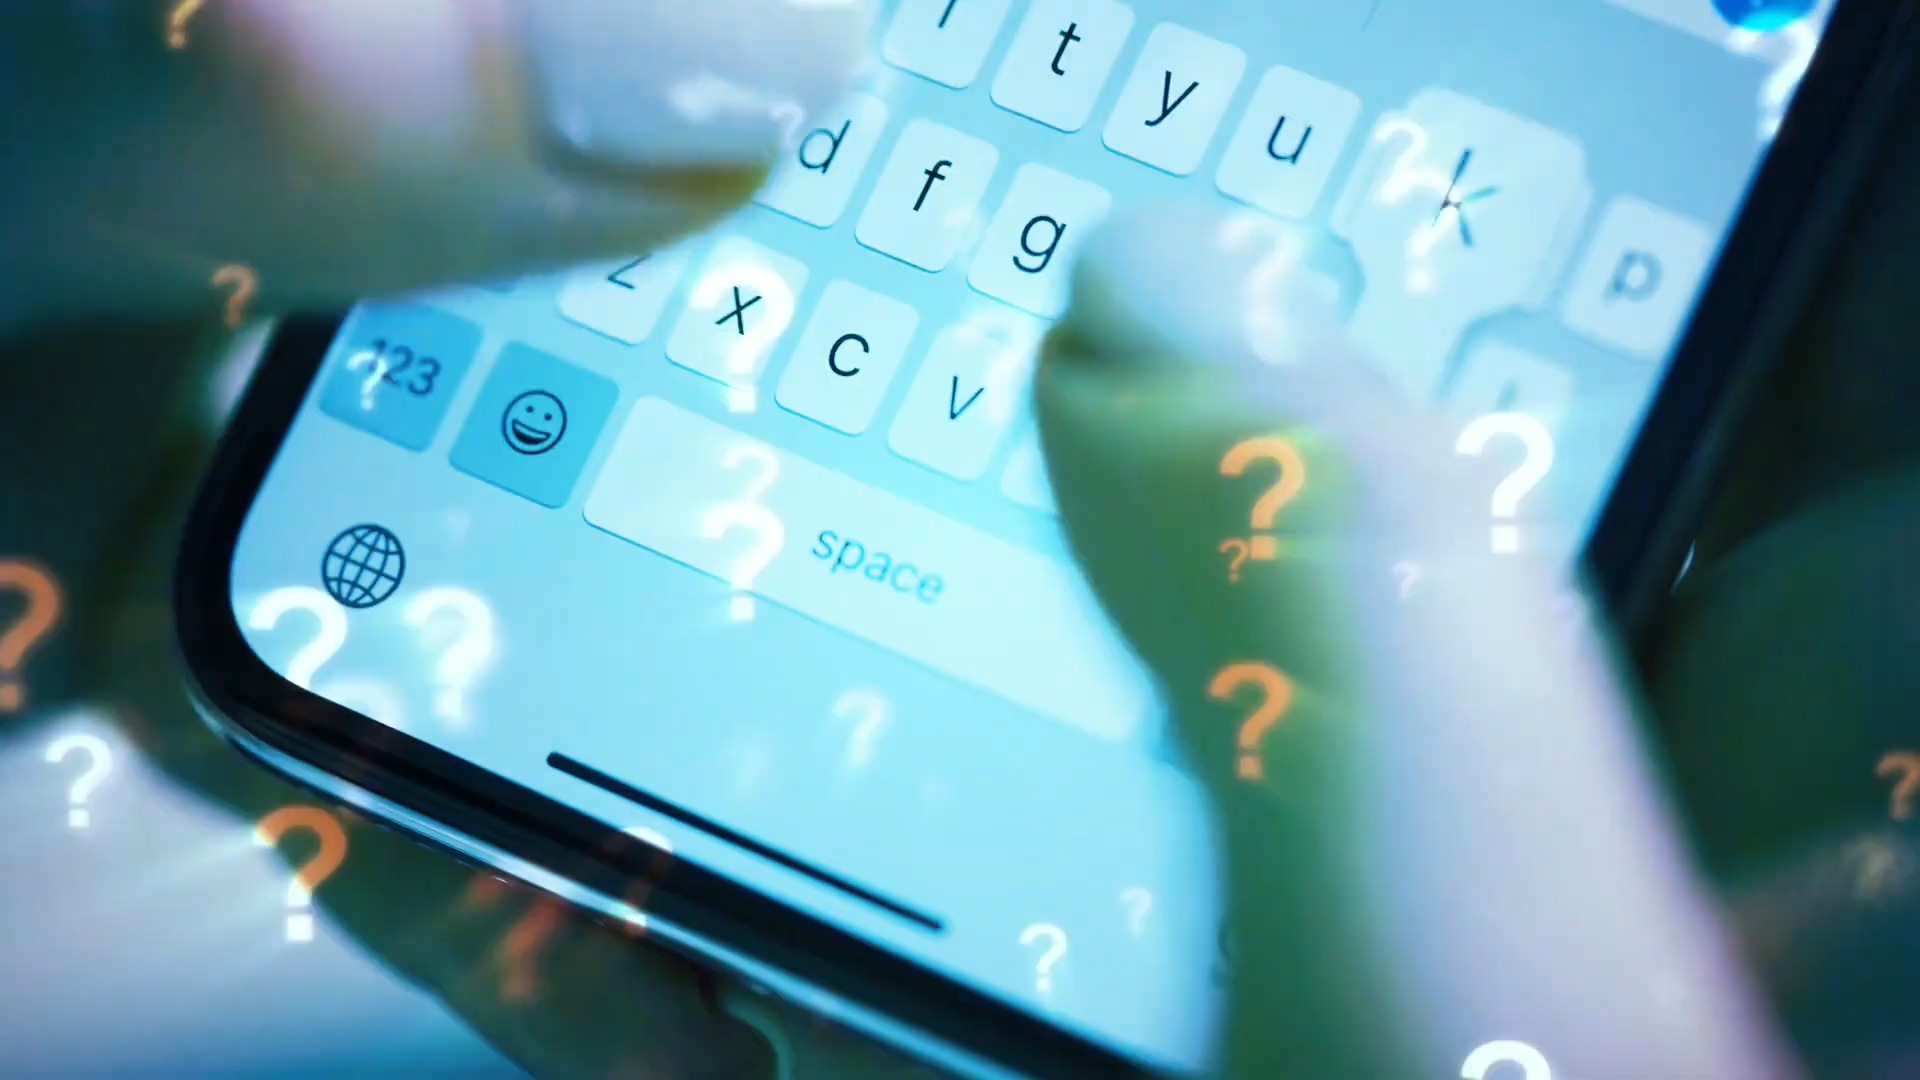 t y u k p
d f g
z x c v
123
space
? ? ? ? ? ? ? ? ? ? ? ? ? ? ? ? ? ? ? ? ? ? ? ?